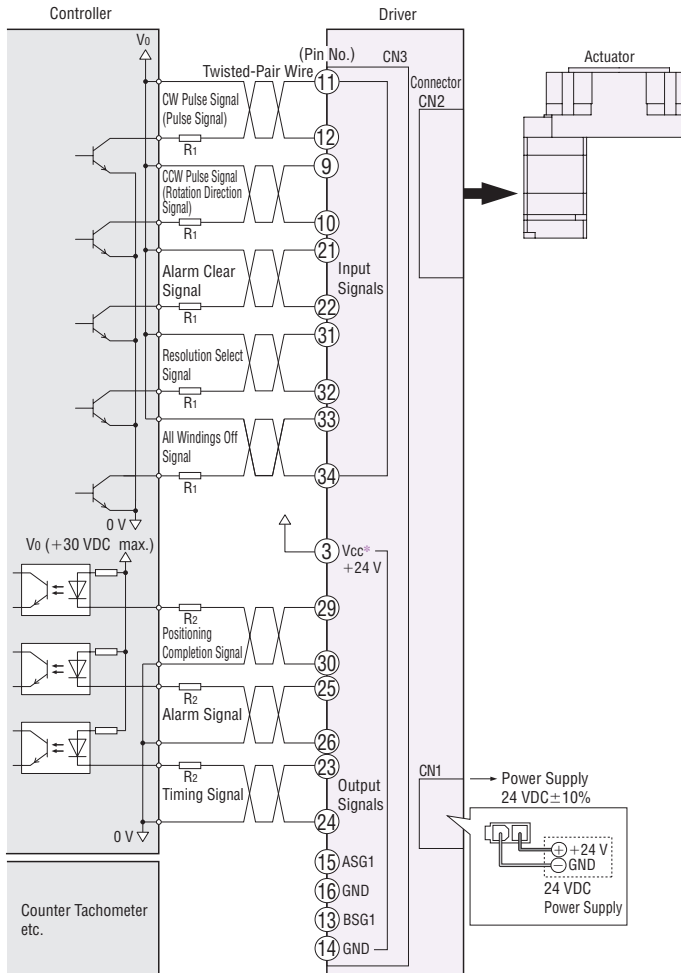 Controller
Driver
V0
(Pin No.)
CN3
Twisted-Pair Wire
11
Connector
CN2
Actuator
CW Pulse Signal
(Pulse Signal)
R1
12
9
CCW Pulse Signal
(Rotation Direction
Signal)
R1
10
21
Input
Signals
Alarm Clear
Signal
R1
22
31
Resolution Select
Signal
R1
32
33
All Windings Off
Signal
R1
34
0 V
V0 (+30 VDC max.)
3 Vcc*
+24 V
R2
29
Positioning
Completion Signal
30
25
R2
Alarm Signal
26
23
R2
Timing Signal
Output
Signals
24
0 V
CN1
Power Supply
24 VDC±10%
+ +24 V
− GND
24 VDC
Power Supply
15 ASG1
16 GND
13 BSG1
14 GND
Counter Tachometer
etc.